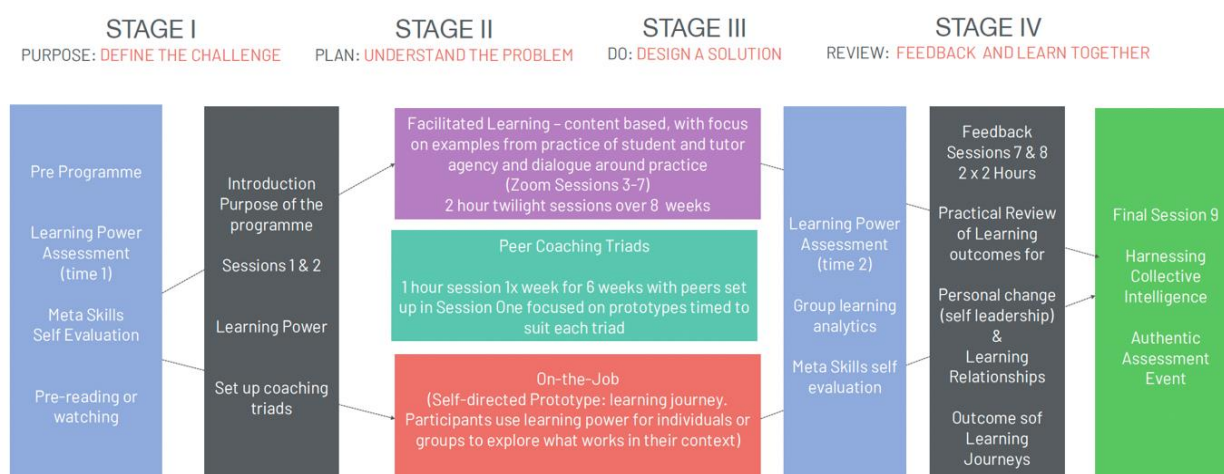 STAGE I
PURPOSE: DEFINE THE CHALLENGE
STAGE II
PLAN: UNDERSTAND THE PROBLEM
STAGE III
DO: DESIGN A SOLUTION
STAGE IV
REVIEW: FEEDBACK AND LEARN TOGETHER
Pre Programme
Learning Power
Assessment
(time 1)
Meta Skills
Self Evaluation
Pre-reading or
watching
Introduction
Purpose of the
programme
Sessions 1 & 2
Learning Power
Set up coaching
triads
Facilitated Learning – content based, with focus
on examples from practice of student and tutor
agency and dialogue around practice
(Zoom Sessions 3-7)
2 hour twilight sessions over 8 weeks
Peer Coaching Triads
1 hour session 1x week for 6 weeks with peers set
up in Session One focused on prototypes timed to
suit each triad
On-the-Job
(Self-directed Prototype: learning journey.
Participants use learning power for individuals or
groups to explore what works in their context)
Learning Power
Assessment
(time 2)
Group learning
analytics
Meta Skills self
evaluation
Feedback
Sessions 7 & 8
2 x 2 Hours
Practical Review
of Learning
outcomes for
Personal change
(self leadership)
&
Learning
Relationships
Outcome sof
Learning
Journeys
Final Session 9
Harnessing
Collective
Intelligence
Authentic
Assessment
Event